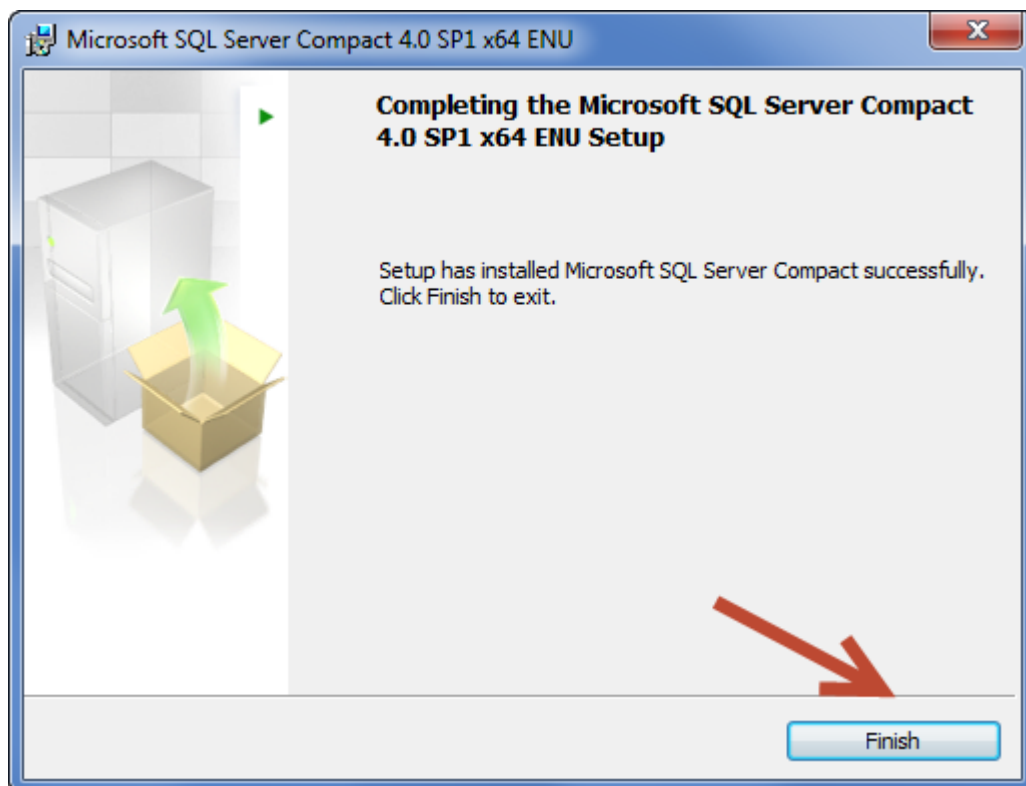 Microsoft SQL Server Compact 4.0 SP1 x64 ENU
Completing the Microsoft SQL Server Compact
4.0 SP1 x64 ENU Setup
Setup has installed Microsoft SQL Server Compact successfully.
Click Finish to exit.
Finish